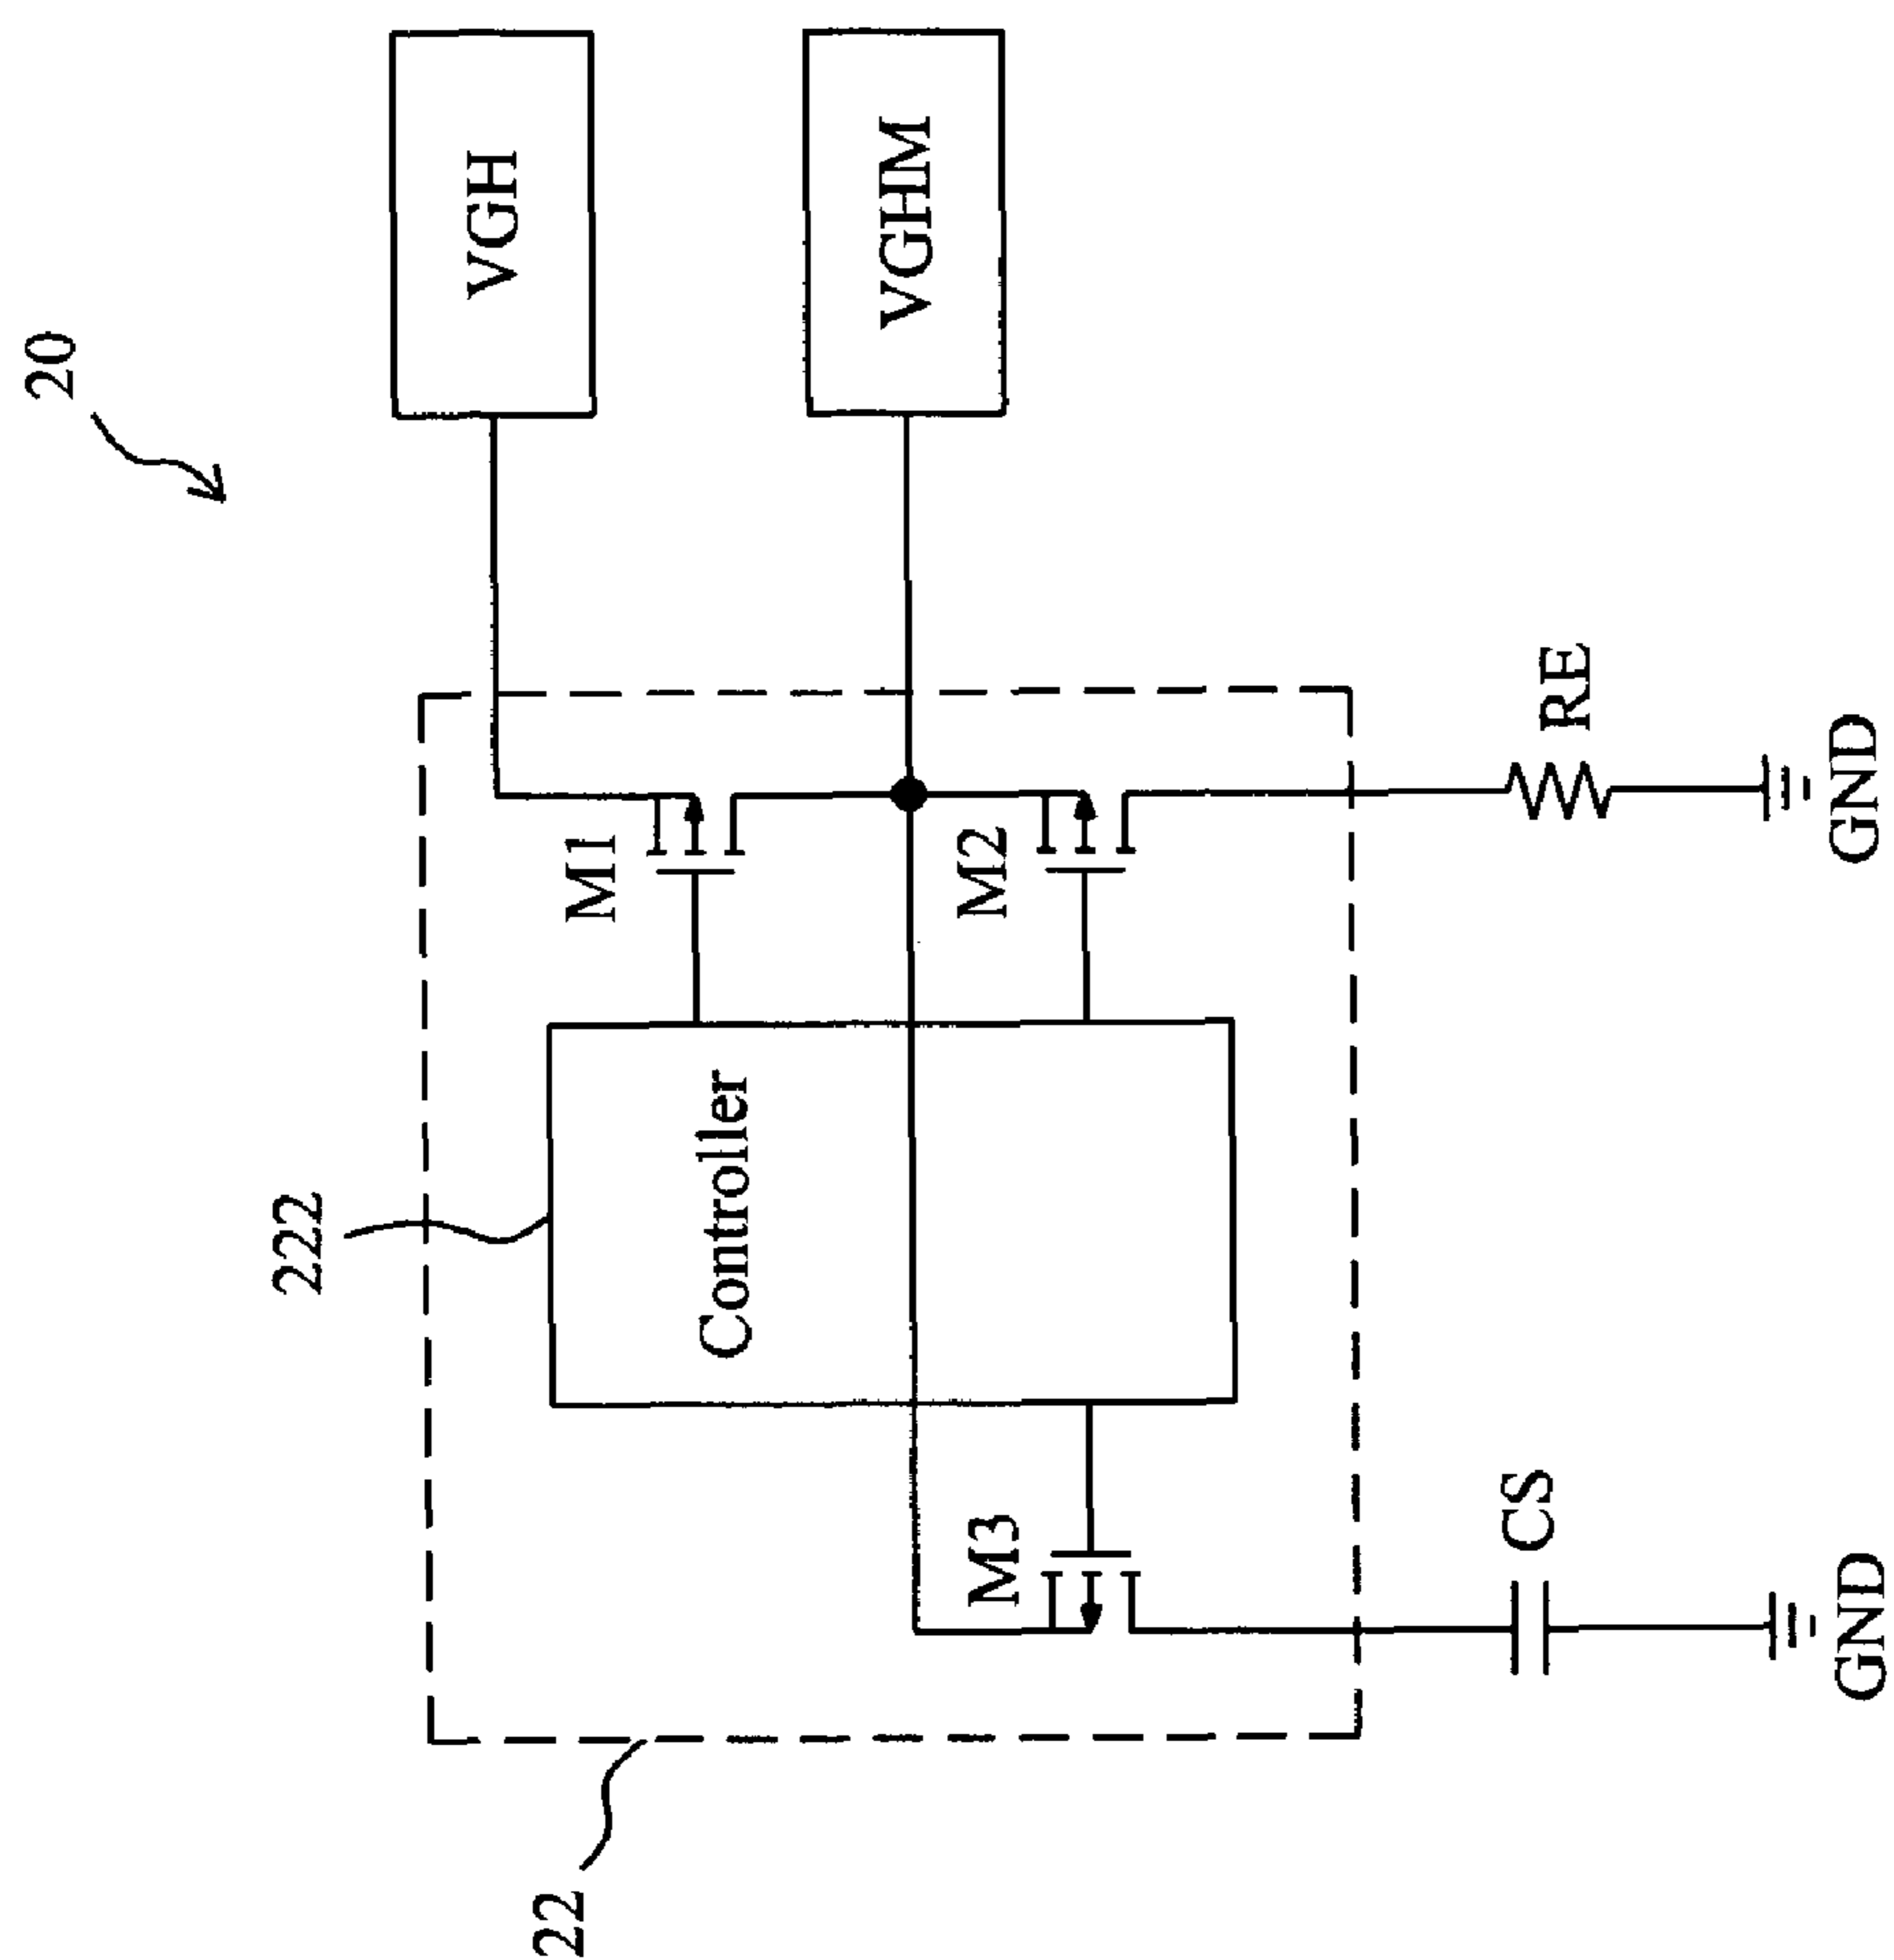 20
VGH
VGHM
222
M1
Controller
M2
M3
RE
CS
GND
GND
22